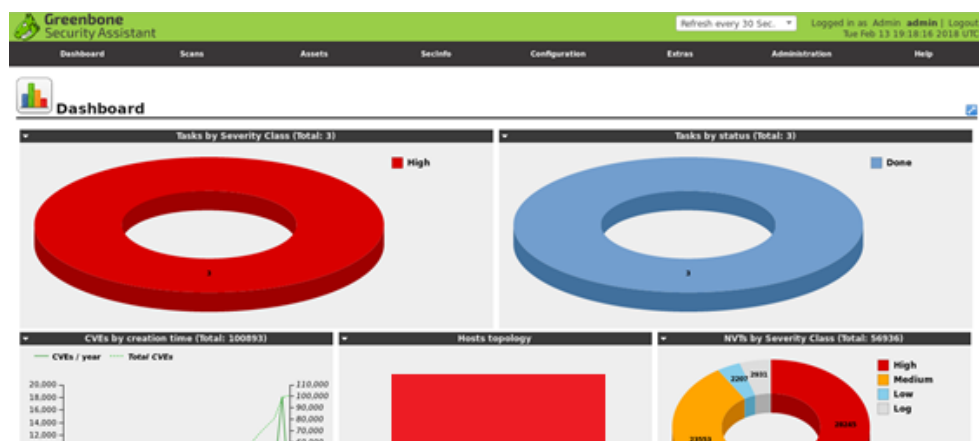 Greenbone
Security Assistant
Refresh every 30 Sec.
Logged in as Admin admin | Logout
Tue Feb 13 19:18:16 2018 UTC
Dashboard
Scans
Assets
SecInfo
Configuration
Extras
Administration
Help
Dashboard
Tasks by Severity Class (Total: 3)
High
3
Tasks by status (Total: 3)
Done
3
CVEs by creation time (Total: 100893)
CVEs / year
Total CVEs
20,000
18,000
16,000
14,000
12,000
110,000
100,000
90,000
80,000
70,000
Hosts topology
NVTs by Severity Class (Total: 56936)
High
Medium
Low
Log
2207
2931
23553